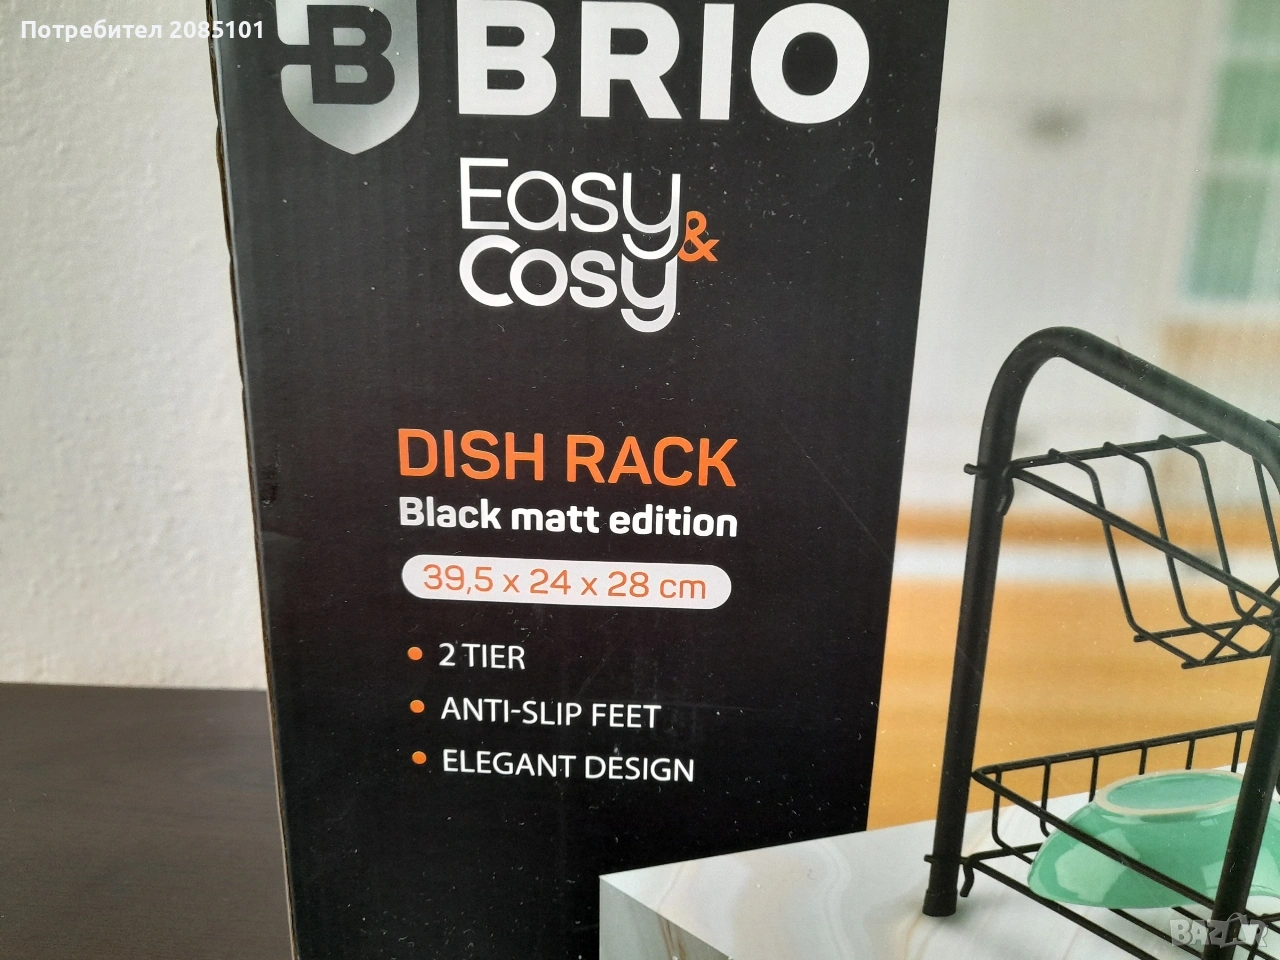 Потребител 2085101
B BRIO
Easy &
Cosy
DISH RACK
Black matt edition
39,5 x 24 x 28 cm
• 2 TIER
• ANTI-SLIP FEET
• ELEGANT DESIGN
BAZAR